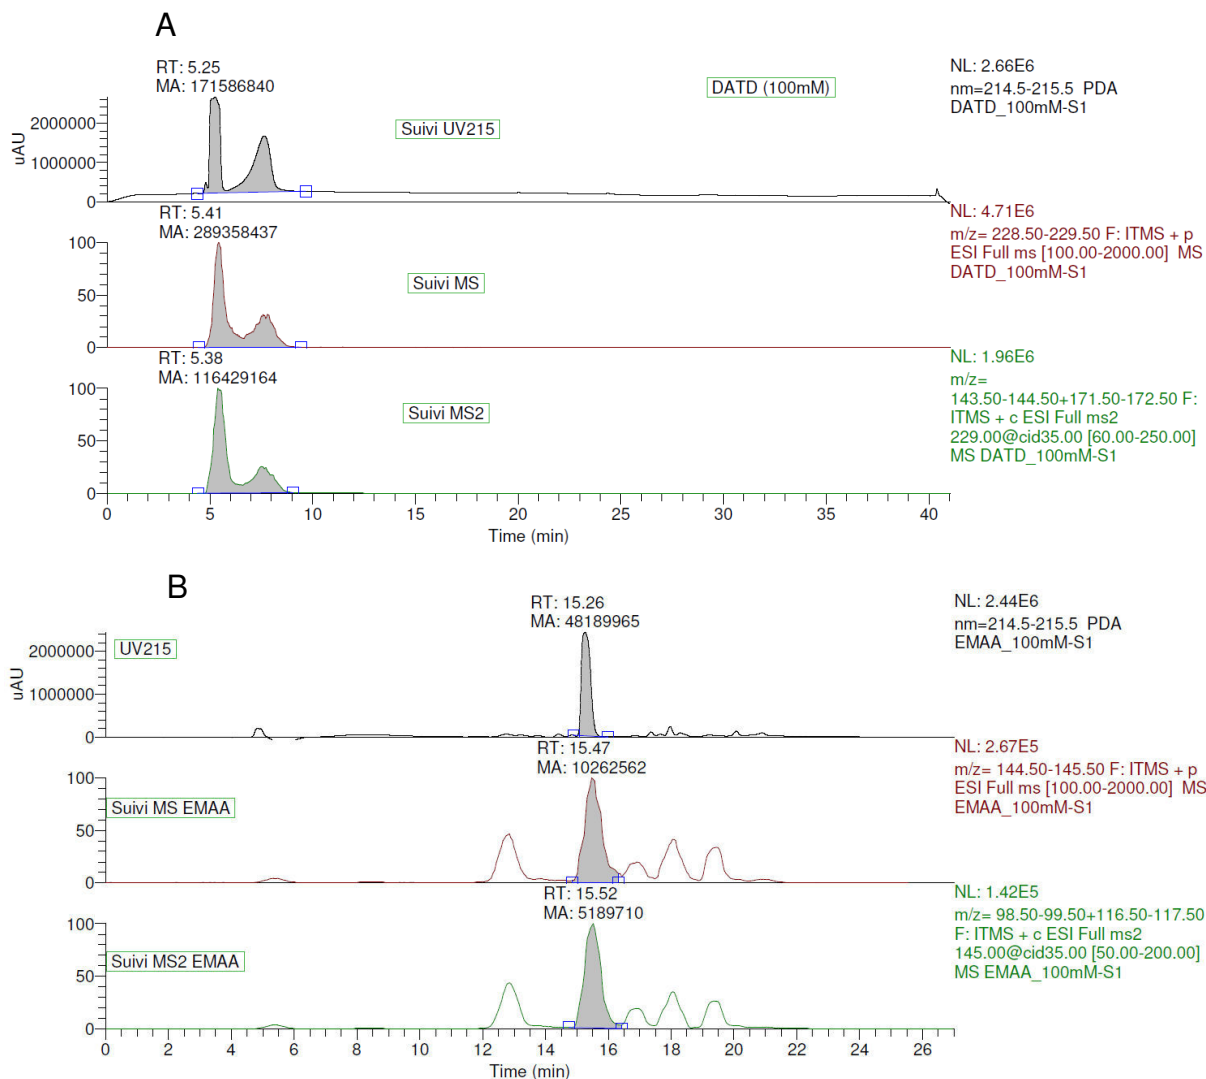 A
RT: 5.25
MA: 171586840
DATD (100mM)
NL: 2.66E6
nm=214.5-215.5 PDA
DATD_100mM-S1
Suivi UV215
uAU
2000000
1000000
0
RT: 5.41
MA: 289358437
NL: 4.71E6
m/z= 228.50-229.50 F: ITMS + p
ESI Full ms [100.00-2000.00] MS
DATD_100mM-S1
Suivi MS
100
50
0
RT: 5.38
MA: 116429164
NL: 1.96E6
m/z=
143.50-144.50+171.50-172.50 F:
ITMS + c ESI Full ms2
229.00@cid35.00 [60.00-250.00]
MS DATD_100mM-S1
Suivi MS2
100
50
0
0 5 10 15 20 25 30 35 40
Time (min)
B
RT: 15.26
MA: 48189965
NL: 2.44E6
nm=214.5-215.5 PDA
EMAA_100mM-S1
UV215
uAU
2000000
1000000
0
RT: 15.47
MA: 10262562
NL: 2.67E5
m/z= 144.50-145.50 F: ITMS + p
ESI Full ms [100.00-2000.00] MS
EMAA_100mM-S1
Suivi MS EMAA
100
50
0
RT: 15.52
MA: 5189710
NL: 1.42E5
m/z= 98.50-99.50+116.50-117.50
F: ITMS + c ESI Full ms2
145.00@cid35.00 [50.00-200.00]
MS EMAA_100mM-S1
Suivi MS2 EMAA
100
50
0
0 2 4 6 8 10 12 14 16 18 20 22 24 26
Time (min)